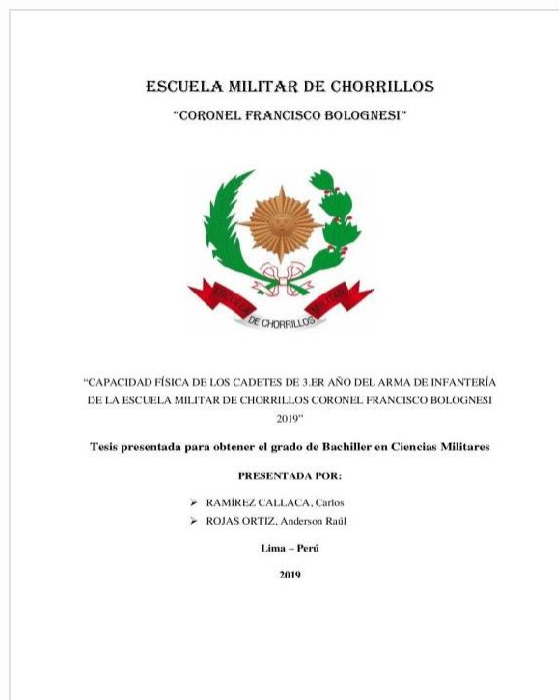 ESCUELA MILITAR DE CHORRILLOS
"CORONEL FRANCISCO BOLOGNESI"
ESCUELA MILITAR
DE CHORRILLOS
"CAPACIDAD FÍSICA DE LOS CADETES DE 3.ER AÑO DEL ARMA DE INFANTERÍA
DE LA ESCUELA MILITAR DE CHORRILLOS CORONEL FRANCISCO BOLOGNESI
2019"
Tesis presentada para obtener el grado de Bachiller en Ciencias Militares
PRESENTADA POR:
➤ RAMÍREZ CALLACA, Carlos
➤ ROJAS ORTIZ, Anderson Raúl
Lima – Perú
2019